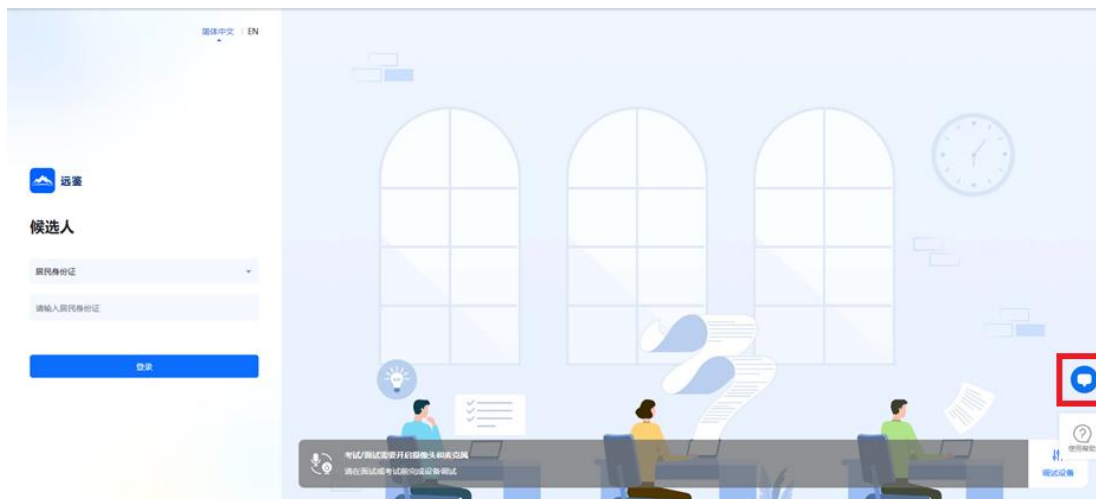 简体中文 | EN
远鉴
候选人
居民身份证
请输入居民身份证
登录
考试/面试需要开启摄像头和麦克风
请在面试或考试前完成设备调试
使用帮助
调试设备